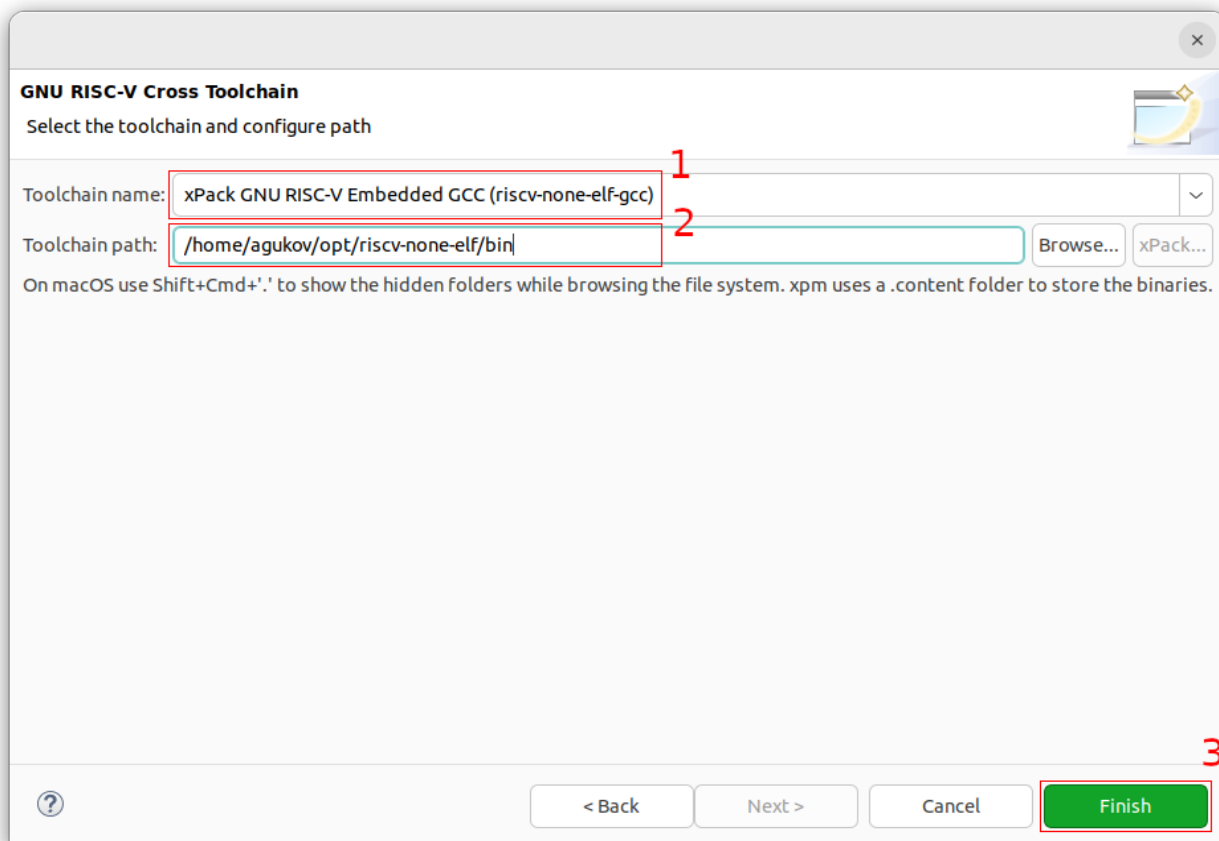 GNU RISC-V Cross Toolchain
Select the toolchain and configure path
1
Toolchain name: xPack GNU RISC-V Embedded GCC (riscv-none-elf-gcc)
2
Toolchain path: /home/agukov/opt/riscv-none-elf/bin Browse... xPack...
On macOS use Shift+Cmd+'.' to show the hidden folders while browsing the file system. xpm uses a .content folder to store the binaries.
3
? < Back Next > Cancel Finish